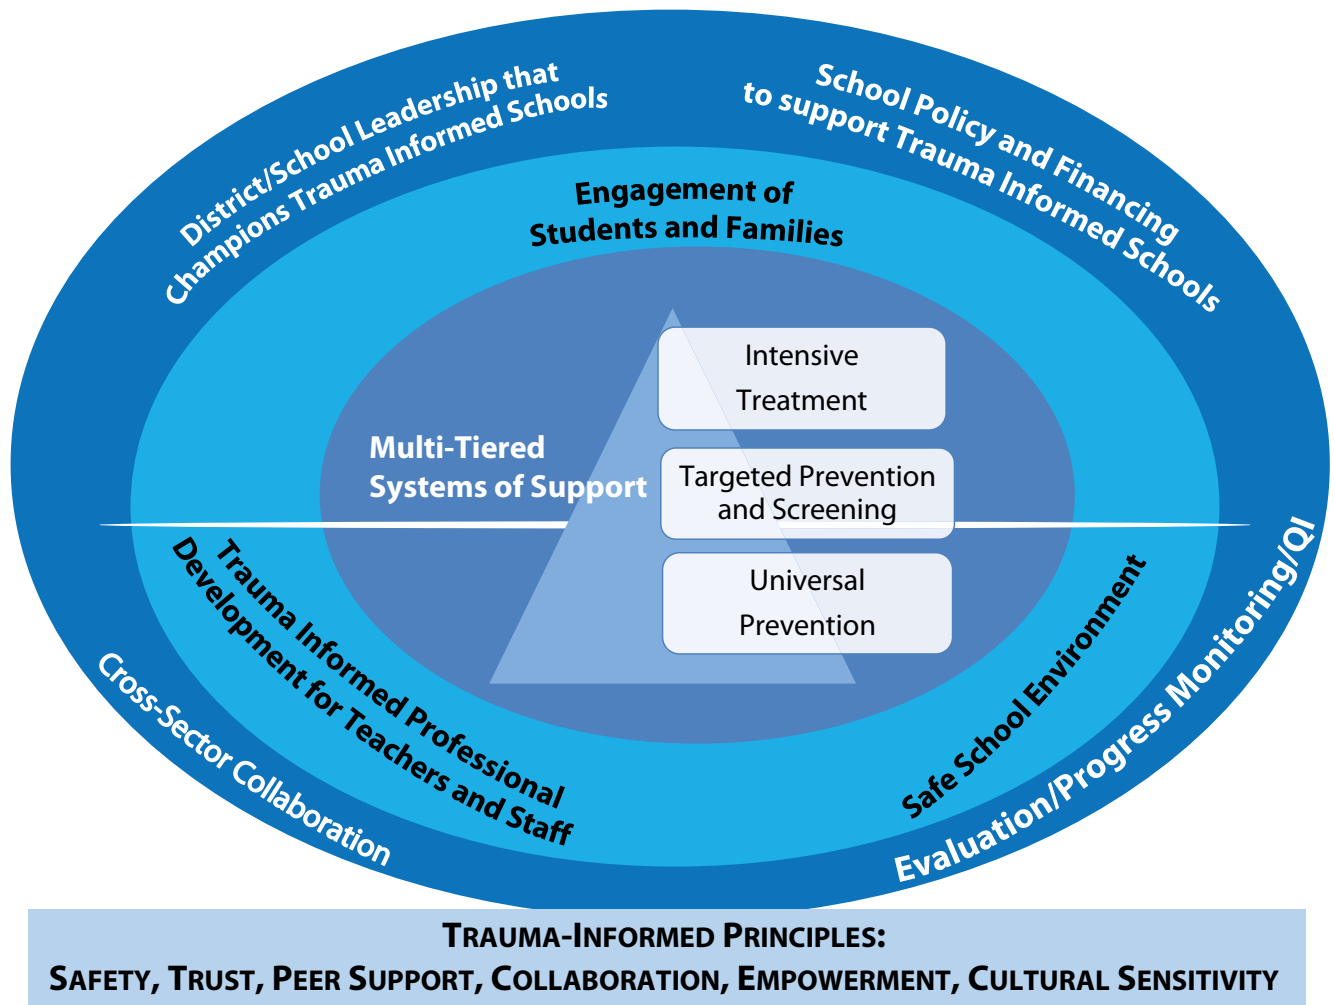 District/School Leadership that
Champions Trauma Informed Schools
School Policy and Financing
to support Trauma Informed Schools
Engagement of
Students and Families
Intensive
Treatment
Multi-Tiered
Systems of Support
Targeted Prevention
and Screening
Universal
Prevention
Trauma Informed Professional
Development for Teachers and Staff
Safe School Environment
Cross-Sector Collaboration
Evaluation/Progress Monitoring/QI
TRAUMA-INFORMED PRINCIPLES:
SAFETY, TRUST, PEER SUPPORT, COLLABORATION, EMPOWERMENT, CULTURAL SENSITIVITY